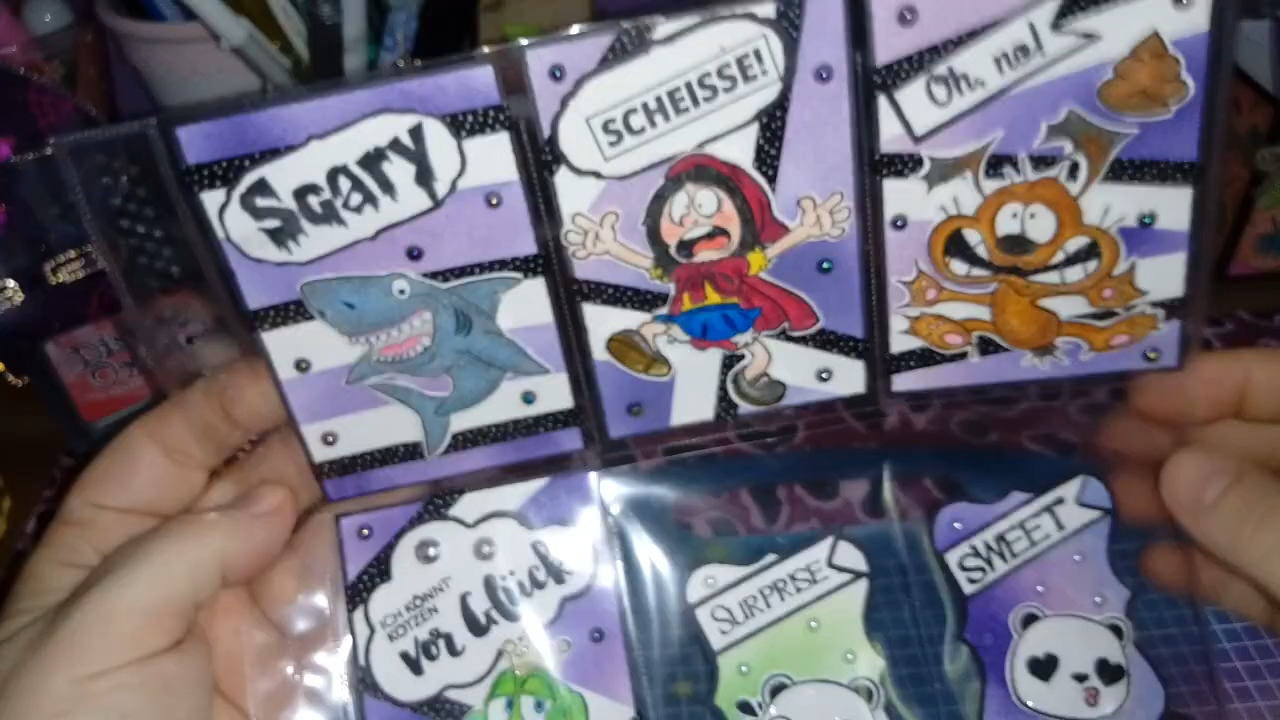 Scary
SCHEISSE!
Oh, no!
ICH KÖNNT
KOTZEN
vor Glück
SURPRISE
SWEET